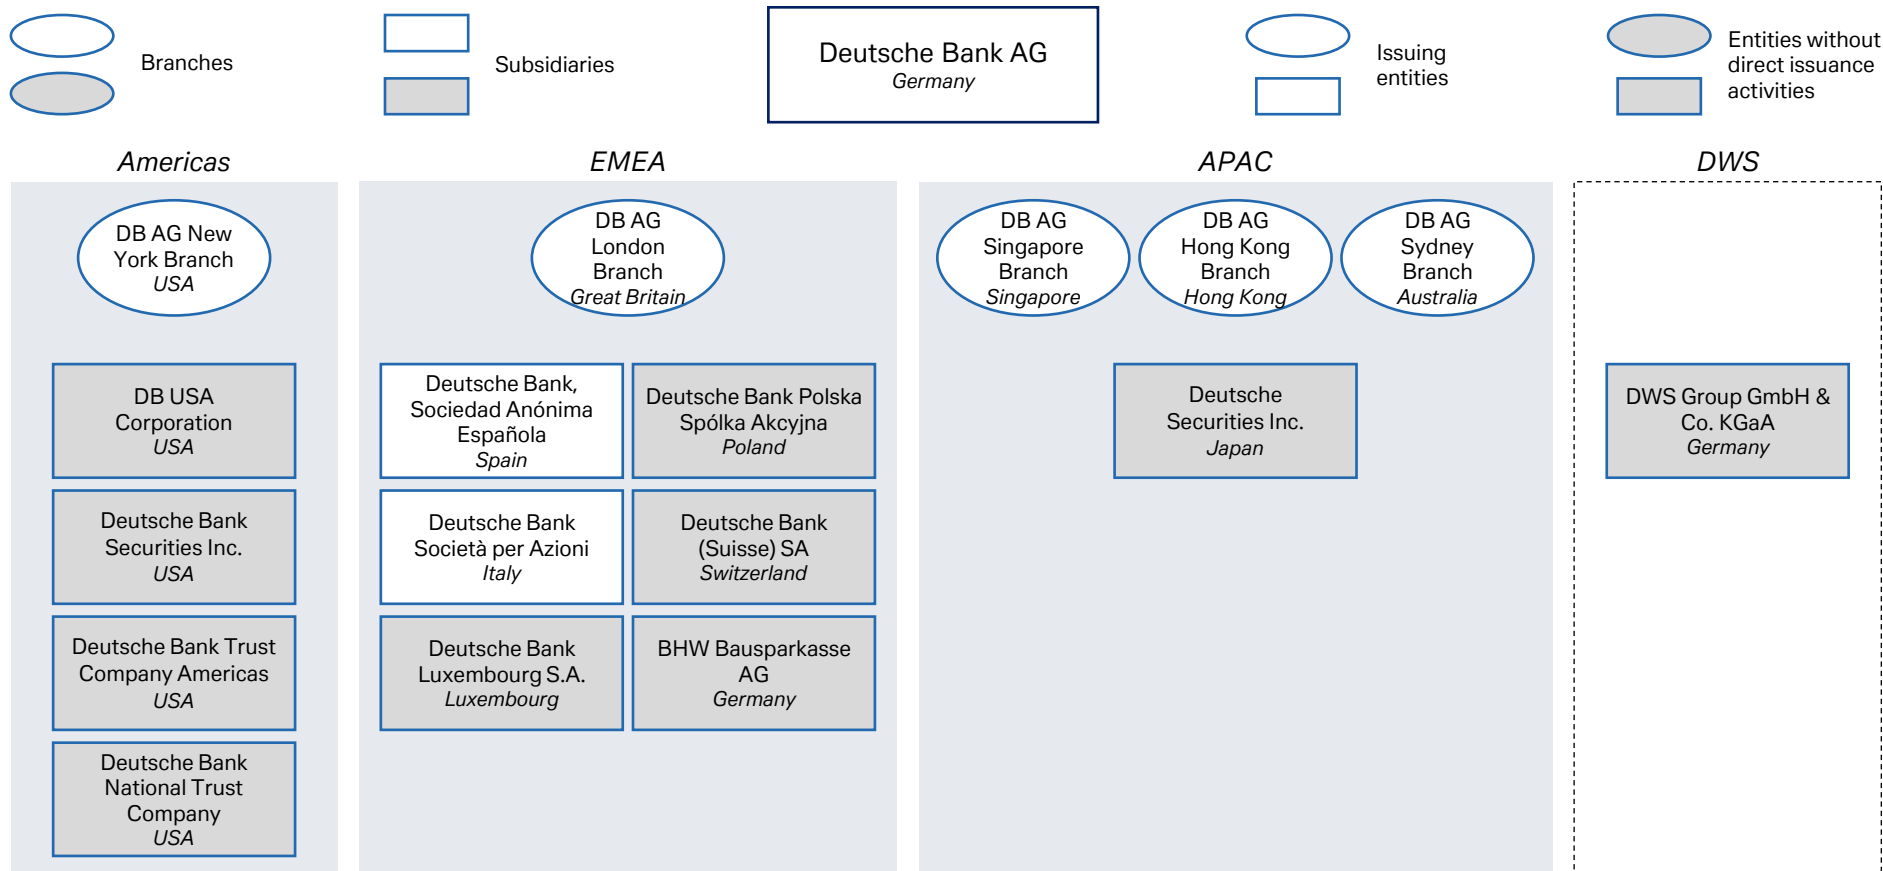 Branches
Subsidiaries
Deutsche Bank AG
Germany
Issuing
entities
Entities without
direct issuance
activities
Americas
EMEA
APAC
DWS
DB AG New
York Branch
USA
DB AG
London
Branch
Great Britain
DB AG
Singapore
Branch
Singapore
DB AG
Hong Kong
Branch
Hong Kong
DB AG
Sydney
Branch
Australia
DB USA
Corporation
USA
Deutsche Bank,
Sociedad Anónima
Española
Spain
Deutsche Bank Polska
Spólka Akcyjna
Poland
Deutsche
Securities Inc.
Japan
DWS Group GmbH &
Co. KGaA
Germany
Deutsche Bank
Securities Inc.
USA
Deutsche Bank
Società per Azioni
Italy
Deutsche Bank
(Suisse) SA
Switzerland
Deutsche Bank Trust
Company Americas
USA
Deutsche Bank
Luxembourg S.A.
Luxembourg
BHW Bausparkasse
AG
Germany
Deutsche Bank
National Trust
Company
USA